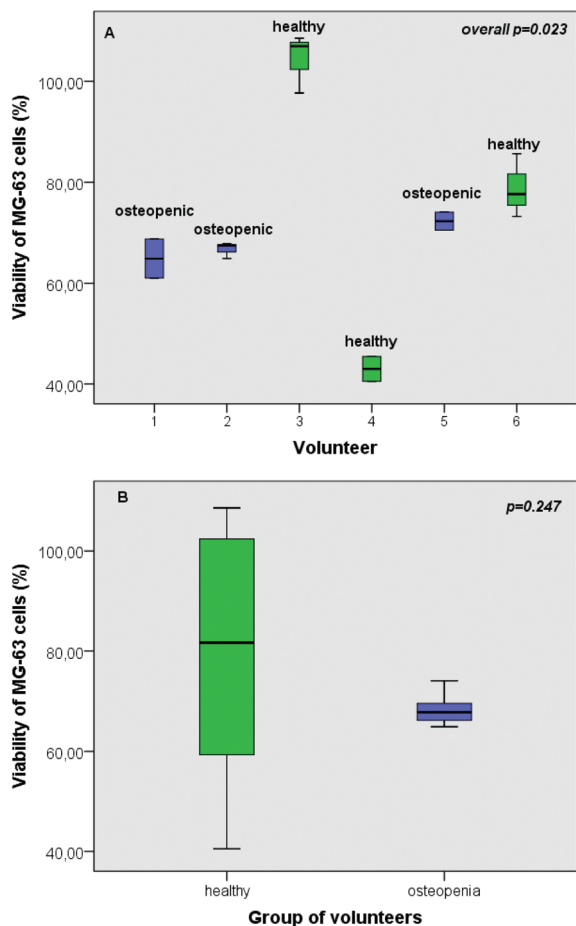 A
overall p=0.023
healthy
healthy
osteopenic
osteopenic
osteopenic
healthy
Viability of MG-63 cells (%)
100,00
80,00
60,00
40,00
1 2 3 4 5 6
Volunteer
B
p=0.247
Viability of MG-63 cells (%)
100,00
80,00
60,00
40,00
healthy osteopenia
Group of volunteers